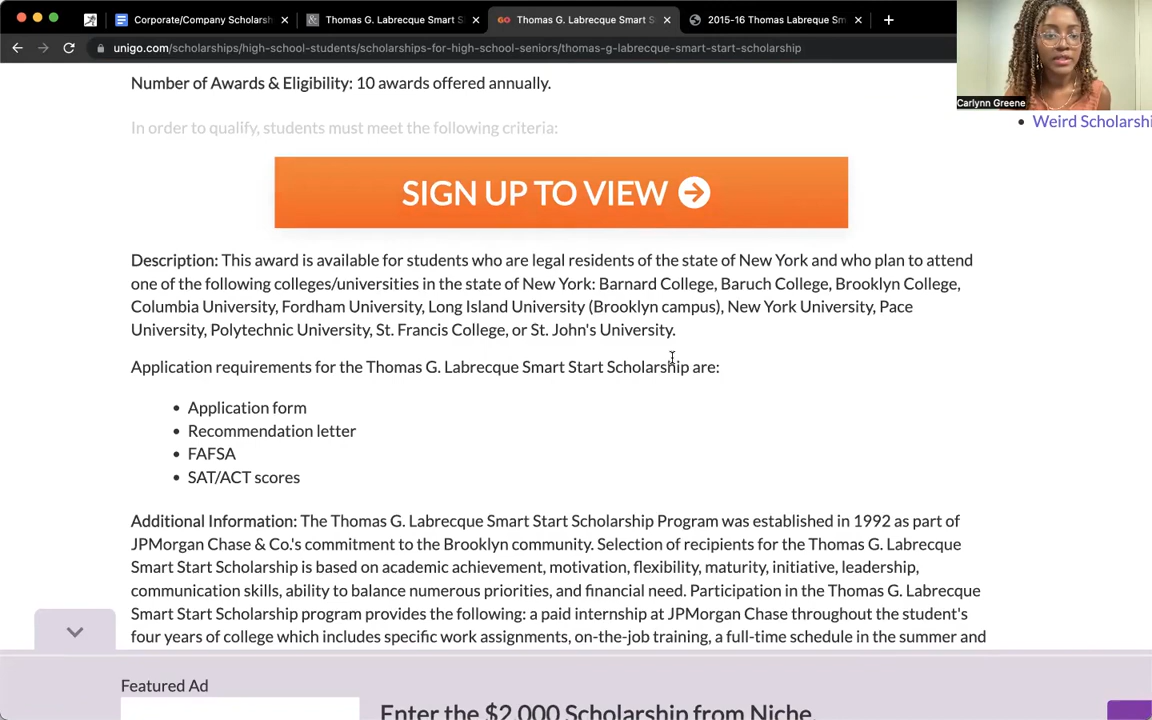 Corporate/Company Scholarsh
Thomas G. Labrecque Smart S
Thomas G. Labrecque Smart S
2015-16 Thomas Labreque Sm
unigo.com/scholarships/high-school-students/scholarships-for-high-school-seniors/thomas-g-labrecque-smart-start-scholarship
Carlynn Greene
Number of Awards & Eligibility: 10 awards offered annually.
• Weird Scholarshi
In order to qualify, students must meet the following criteria:
SIGN UP TO VIEW
Description: This award is available for students who are legal residents of the state of New York and who plan to attend
one of the following colleges/universities in the state of New York: Barnard College, Baruch College, Brooklyn College,
Columbia University, Fordham University, Long Island University (Brooklyn campus), New York University, Pace
University, Polytechnic University, St. Francis College, or St. John's University.
Application requirements for the Thomas G. Labrecque Smart Start Scholarship are:
• Application form
• Recommendation letter
• FAFSA
• SAT/ACT scores
Additional Information: The Thomas G. Labrecque Smart Start Scholarship Program was established in 1992 as part of
JPMorgan Chase & Co.'s commitment to the Brooklyn community. Selection of recipients for the Thomas G. Labrecque
Smart Start Scholarship is based on academic achievement, motivation, flexibility, maturity, initiative, leadership,
communication skills, ability to balance numerous priorities, and financial need. Participation in the Thomas G. Labrecque
Smart Start Scholarship program provides the following: a paid internship at JPMorgan Chase throughout the student's
four years of college which includes specific work assignments, on-the-job training, a full-time schedule in the summer and
Featured Ad
Enter the $2,000 Scholarship from Niche.